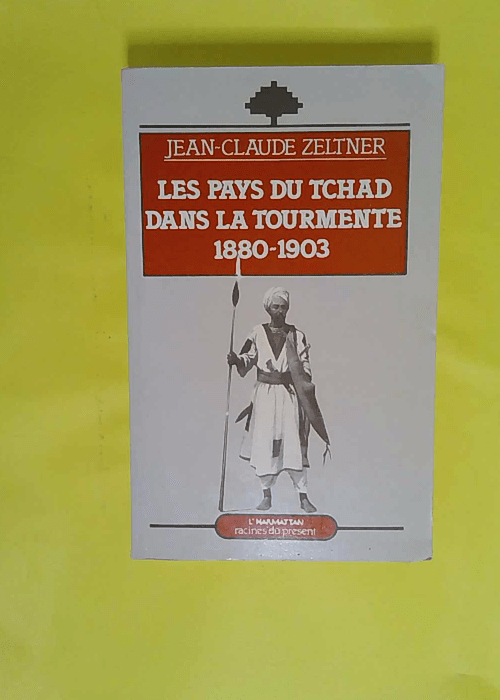 JEAN-CLAUDE ZELTNER
LES PAYS DU TCHAD
DANS LA TOURMENTE
1880-1903
L'HARMATTAN
racines du présent